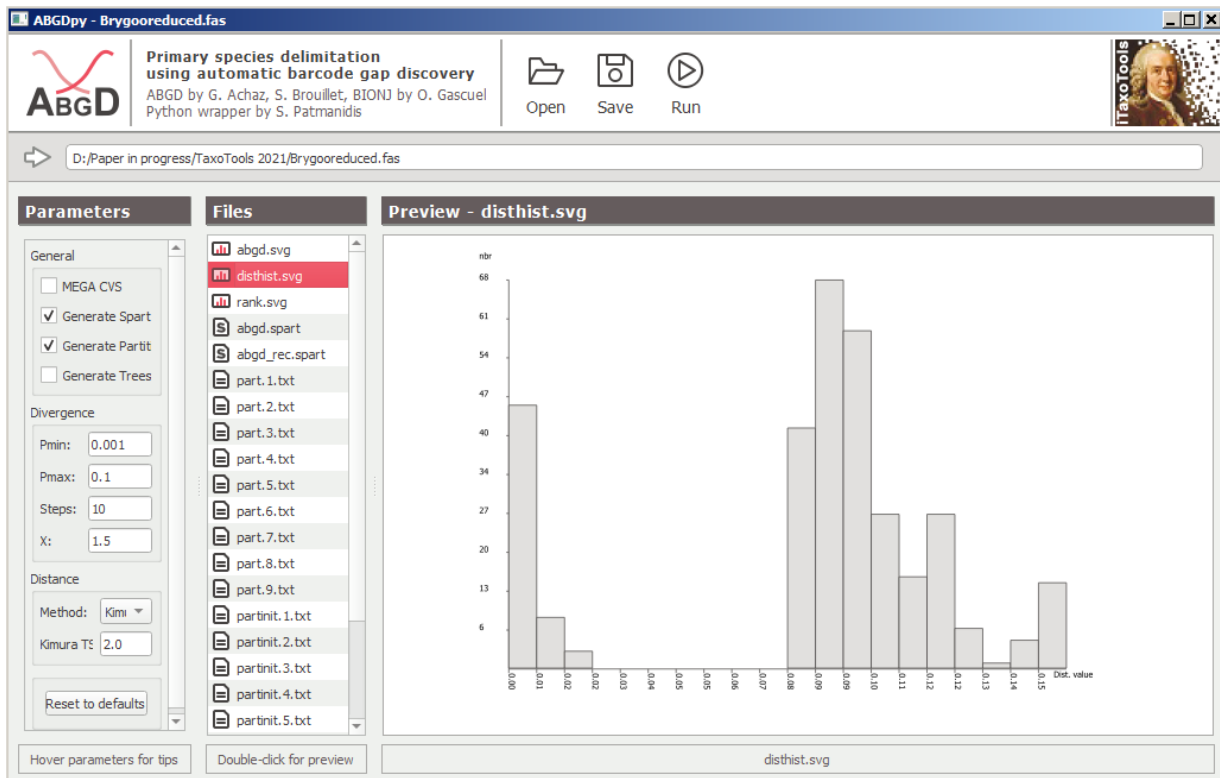 ABGDpy - Brygooreduced.fas
ABGD
Primary species delimitation
using automatic barcode gap discovery
ABGD by G. Achaz, S. Brouillet, BIONJ by O. Gascuel
Python wrapper by S. Patmanidis
Open
Save
Run
iTaxoTools
D:/Paper in progress/TaxoTools 2021/Brygooreduced.fas
Parameters
General
MEGA CVS
Generate Spart
Generate Partit
Generate Trees
Divergence
Pmin: 0.001
Pmax: 0.1
Steps: 10
X: 1.5
Distance
Method: Kimu
Kimura TS 2.0
Reset to defaults
Hover parameters for tips
Files
abgd.svg
disthist.svg
rank.svg
abgd.spart
abgd_rec.spart
part.1.txt
part.2.txt
part.3.txt
part.4.txt
part.5.txt
part.6.txt
part.7.txt
part.8.txt
part.9.txt
partinit.1.txt
partinit.2.txt
partinit.3.txt
partinit.4.txt
partinit.5.txt
Double-click for preview
Preview - disthist.svg
nbr
68
61
54
47
40
34
27
20
13
6
0.00 0.01 0.02 0.02 0.03 0.04 0.05 0.05 0.06 0.07 0.08 0.09 0.09 0.10 0.11 0.12 0.12 0.13 0.14 0.15 Dist. value
disthist.svg